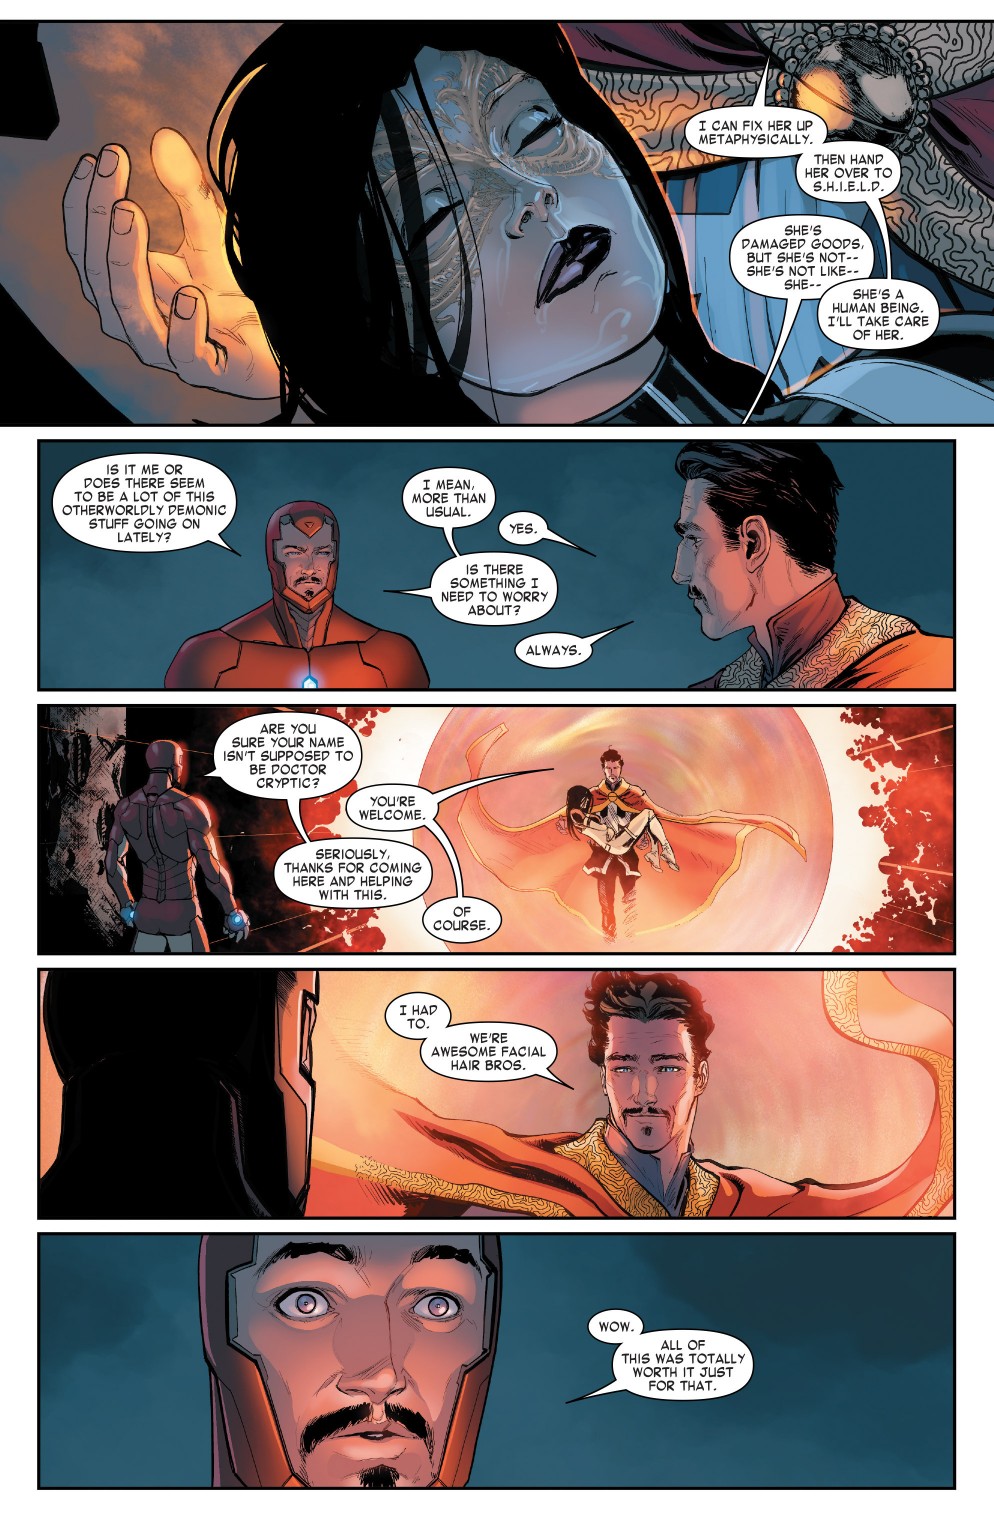 I CAN FIX HER UP
METAPHYSICALLY.
THEN HAND
HER OVER TO
S.H.I.E.L.D.
SHE'S
DAMAGED GOODS,
BUT SHE'S NOT--
SHE'S NOT LIKE--
SHE--
SHE'S A
HUMAN BEING.
I'LL TAKE CARE
OF HER.
IS IT ME OR
DOES THERE SEEM
TO BE A LOT OF THIS
OTHERWORLDLY DEMONIC
STUFF GOING ON
LATELY?
I MEAN,
MORE THAN
USUAL.
YES.
IS THERE
SOMETHING I
NEED TO WORRY
ABOUT?
ALWAYS.
ARE YOU
SURE YOUR NAME
ISN'T SUPPOSED TO
BE DOCTOR
CRYPTIC?
YOU'RE
WELCOME.
SERIOUSLY,
THANKS FOR COMING
HERE AND HELPING
WITH THIS.
OF
COURSE.
I HAD
TO.
WE'RE
AWESOME FACIAL
HAIR BROS.
WOW.
ALL OF
THIS WAS TOTALLY
WORTH IT JUST
FOR THAT.